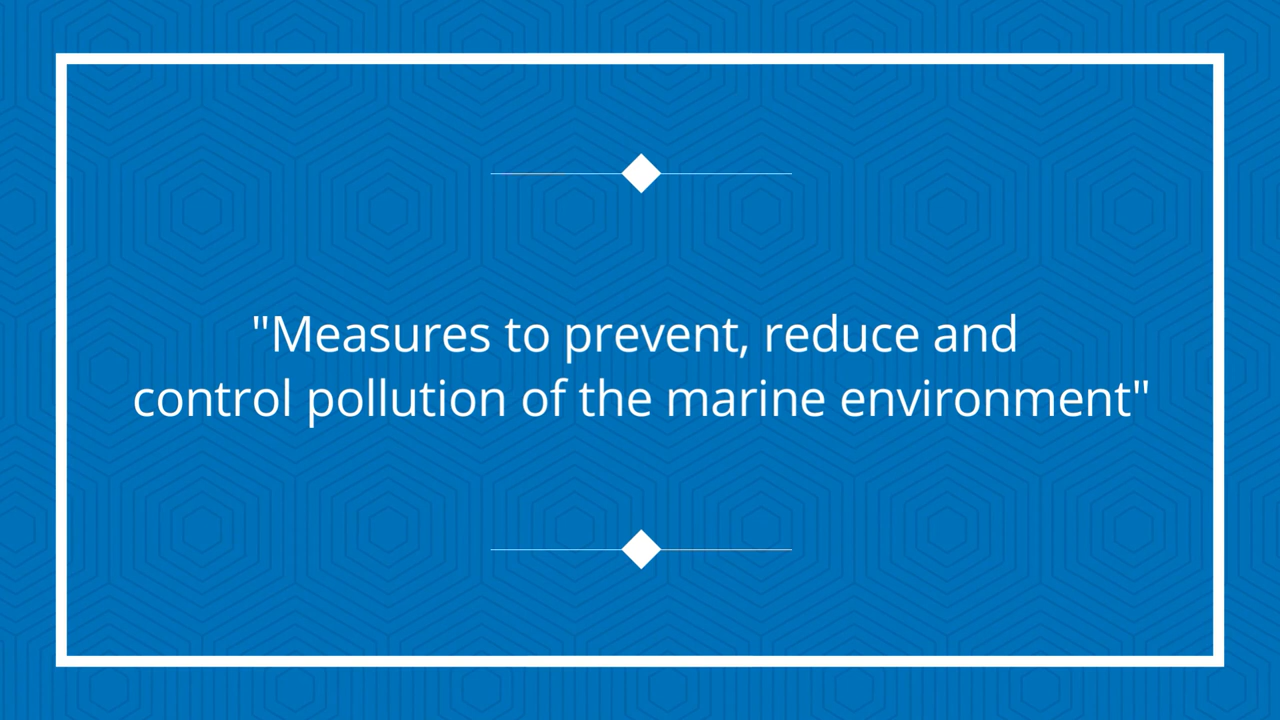 "Measures to prevent, reduce and
control pollution of the marine environment"